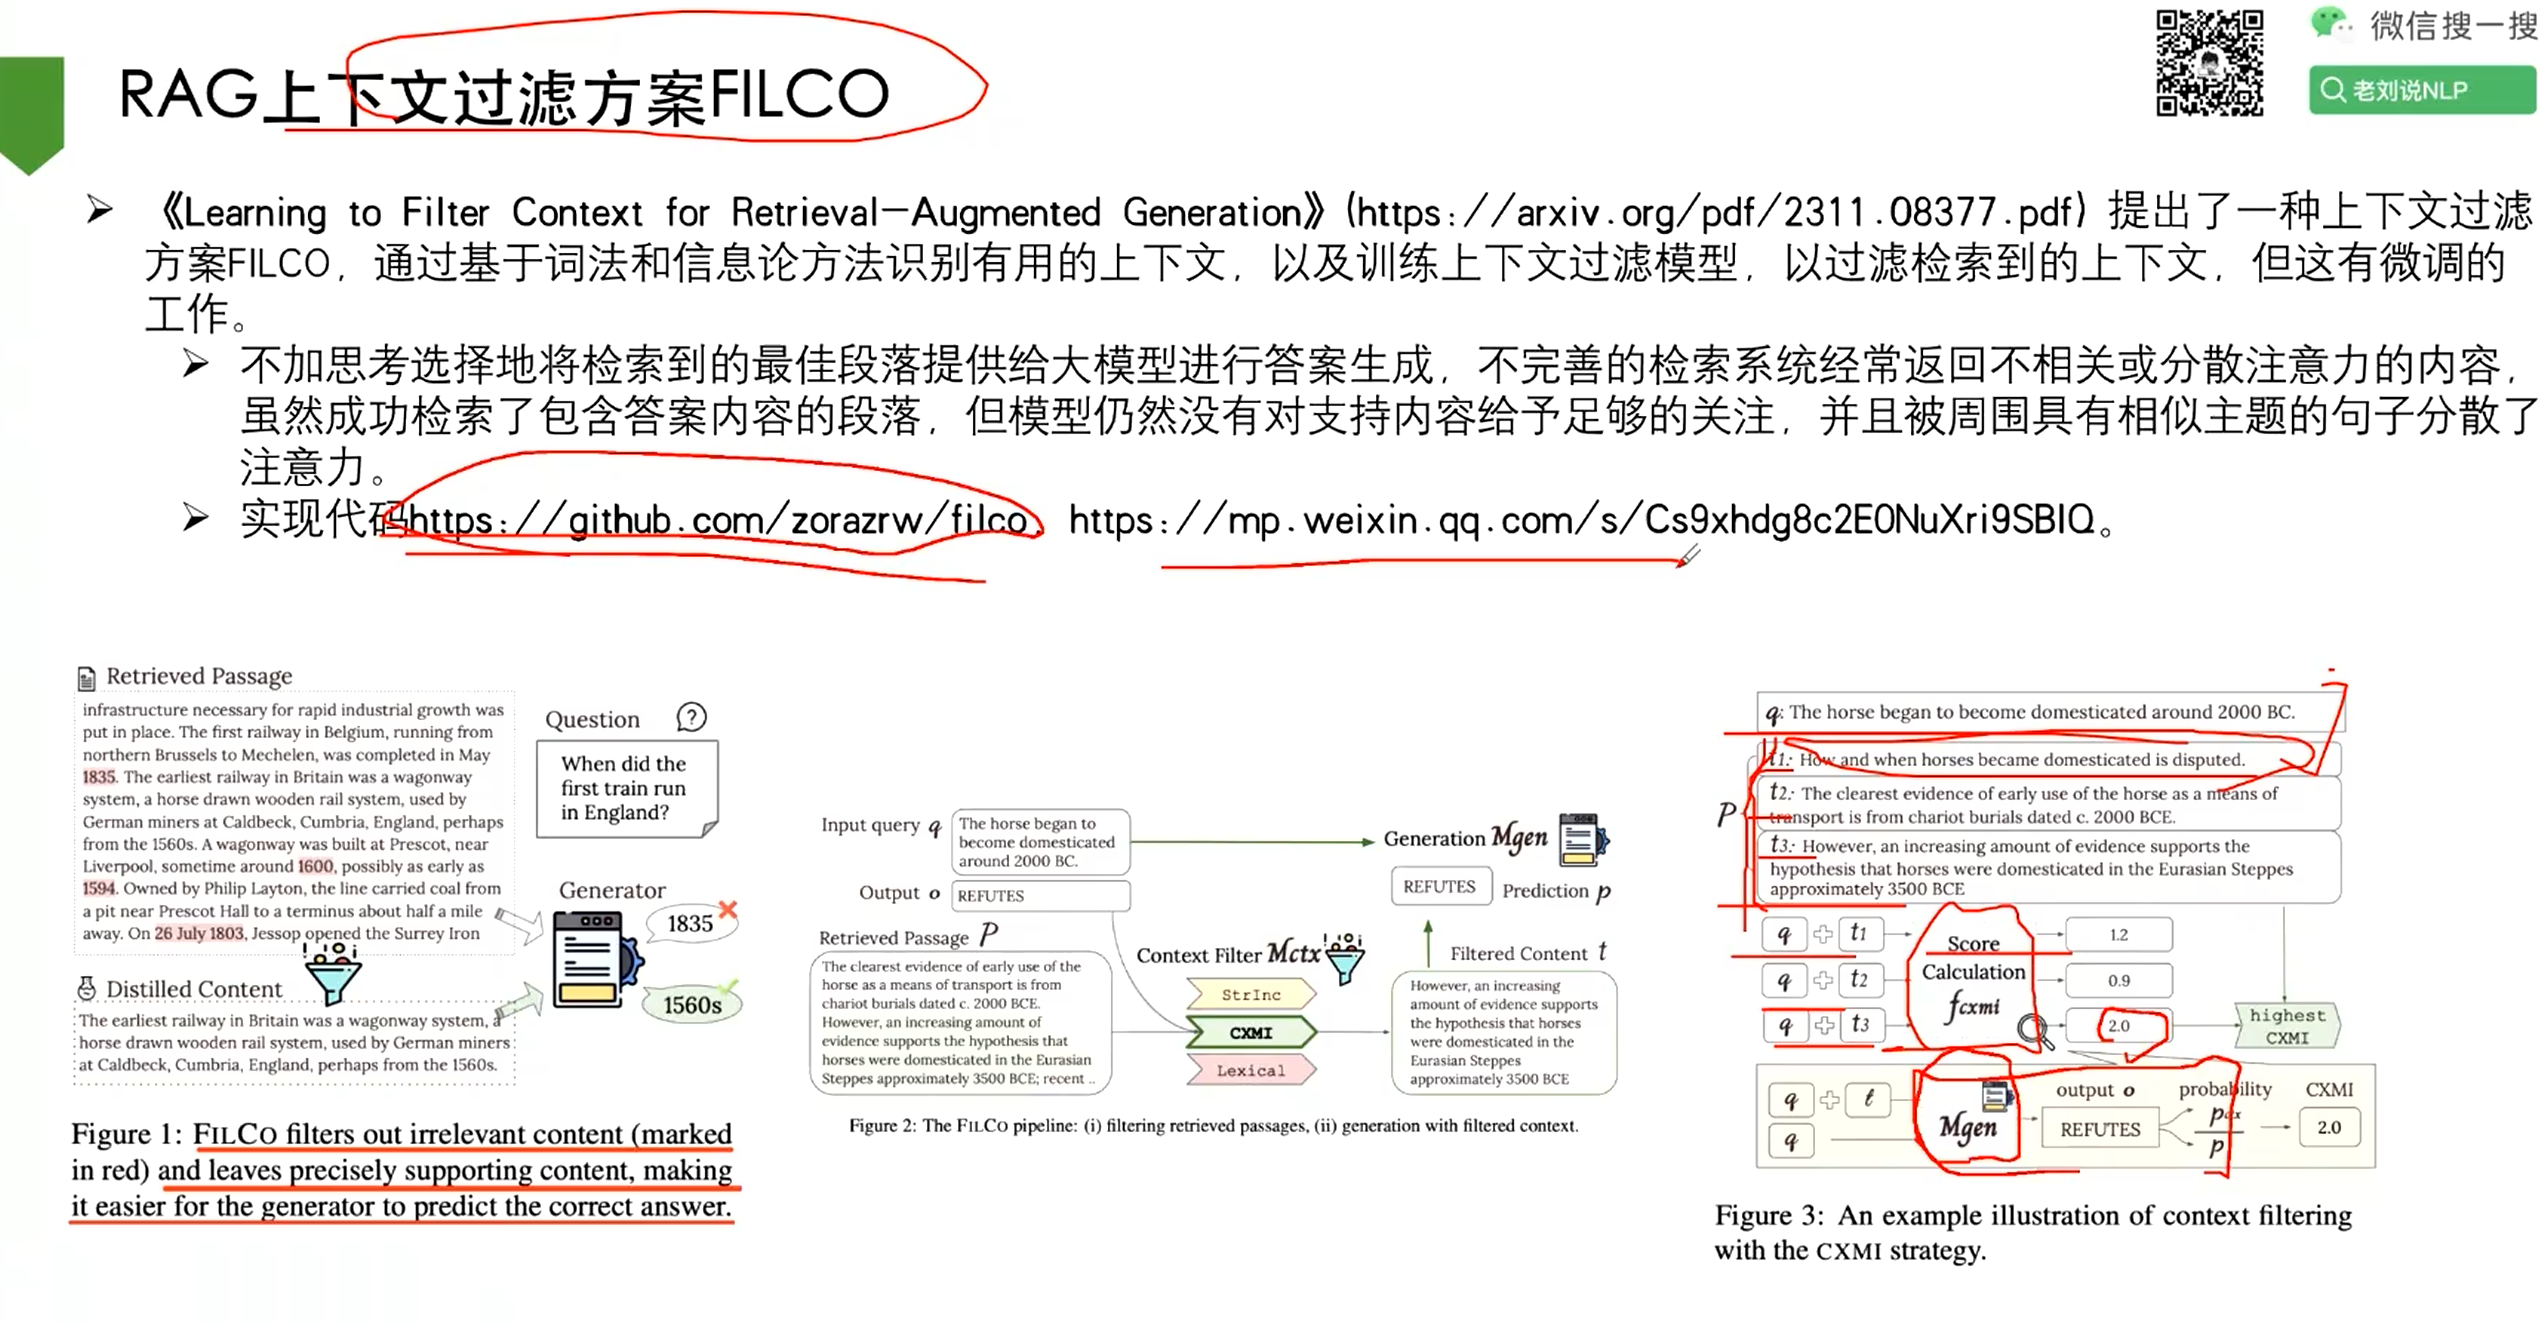 微信搜一搜
老刘说NLP
RAG上下文过滤方案FILCO
《Learning to Filter Context for Retrieval-Augmented Generation》(https://arxiv.org/pdf/2311.08377.pdf) 提出了一种上下文过滤
方案FILCO，通过基于词法和信息论方法识别有用的上下文，以及训练上下文过滤模型，以过滤检索到的上下文，但这有微调的
工作。
不加思考选择地将检索到的最佳段落提供给大模型进行答案生成，不完善的检索系统经常返回不相关或分散注意力的内容，
虽然成功检索了包含答案内容的段落，但模型仍然没有对支持内容给予足够的关注，并且被周围具有相似主题的句子分散了
注意力。
实现代码https://github.com/zorazrw/filco，https://mp.weixin.qq.com/s/Cs9xhdg8c2E0NuXri9SBIQ。
Retrieved Passage
infrastructure necessary for rapid industrial growth was
put in place. The first railway in Belgium, running from
northern Brussels to Mechelen, was completed in May
1835. The earliest railway in Britain was a wagonway
system, a horse drawn wooden rail system, used by
German miners at Caldbeck, Cumbria, England, perhaps
from the 1560s. A wagonway was built at Prescot, near
Liverpool, sometime around 1600, possibly as early as
1594. Owned by Philip Layton, the line carried coal from
a pit near Prescot Hall to a terminus about half a mile
away. On 26 July 1803, Jessop opened the Surrey Iron
Distilled Content
The earliest railway in Britain was a wagonway system, a
horse drawn wooden rail system, used by German miners
at Caldbeck, Cumbria, England, perhaps from the 1560s.
Question
When did the
first train run
in England?
Generator
1835
1560s
Figure 1: FILCO filters out irrelevant content (marked
in red) and leaves precisely supporting content, making
it easier for the generator to predict the correct answer.
Input query q
The horse began to
become domesticated
around 2000 BC.
Output o
REFUTES
Retrieved Passage P
The clearest evidence of early use of the
horse as a means of transport is from
chariot burials dated c. 2000 BCE.
However, an increasing amount of
evidence supports the hypothesis that
horses were domesticated in the Eurasian
Steppes approximately 3500 BCE; recent ..
Context Filter Mctx
StrInc
CXMI
Lexical
Generation Mgen
REFUTES
Prediction p
Filtered Content t
However, an increasing
amount of evidence supports
the hypothesis that horses
were domesticated in the
Eurasian Steppes
approximately 3500 BCE
Figure 2: The FILCO pipeline: (i) filtering retrieved passages, (ii) generation with filtered context.
q: The horse began to become domesticated around 2000 BC.
P
t1: How and when horses became domesticated is disputed.
t2: The clearest evidence of early use of the horse as a means of
transport is from chariot burials dated c. 2000 BCE.
t3: However, an increasing amount of evidence supports the
hypothesis that horses were domesticated in the Eurasian Steppes
approximately 3500 BCE
q + t1
q + t2
q + t3
Score
Calculation
fcxmi
1.2
0.9
2.0
highest
CXMI
q + t
q
Mgen
output o
REFUTES
probability
p
CXMI
2.0
Figure 3: An example illustration of context filtering
with the CXMI strategy.